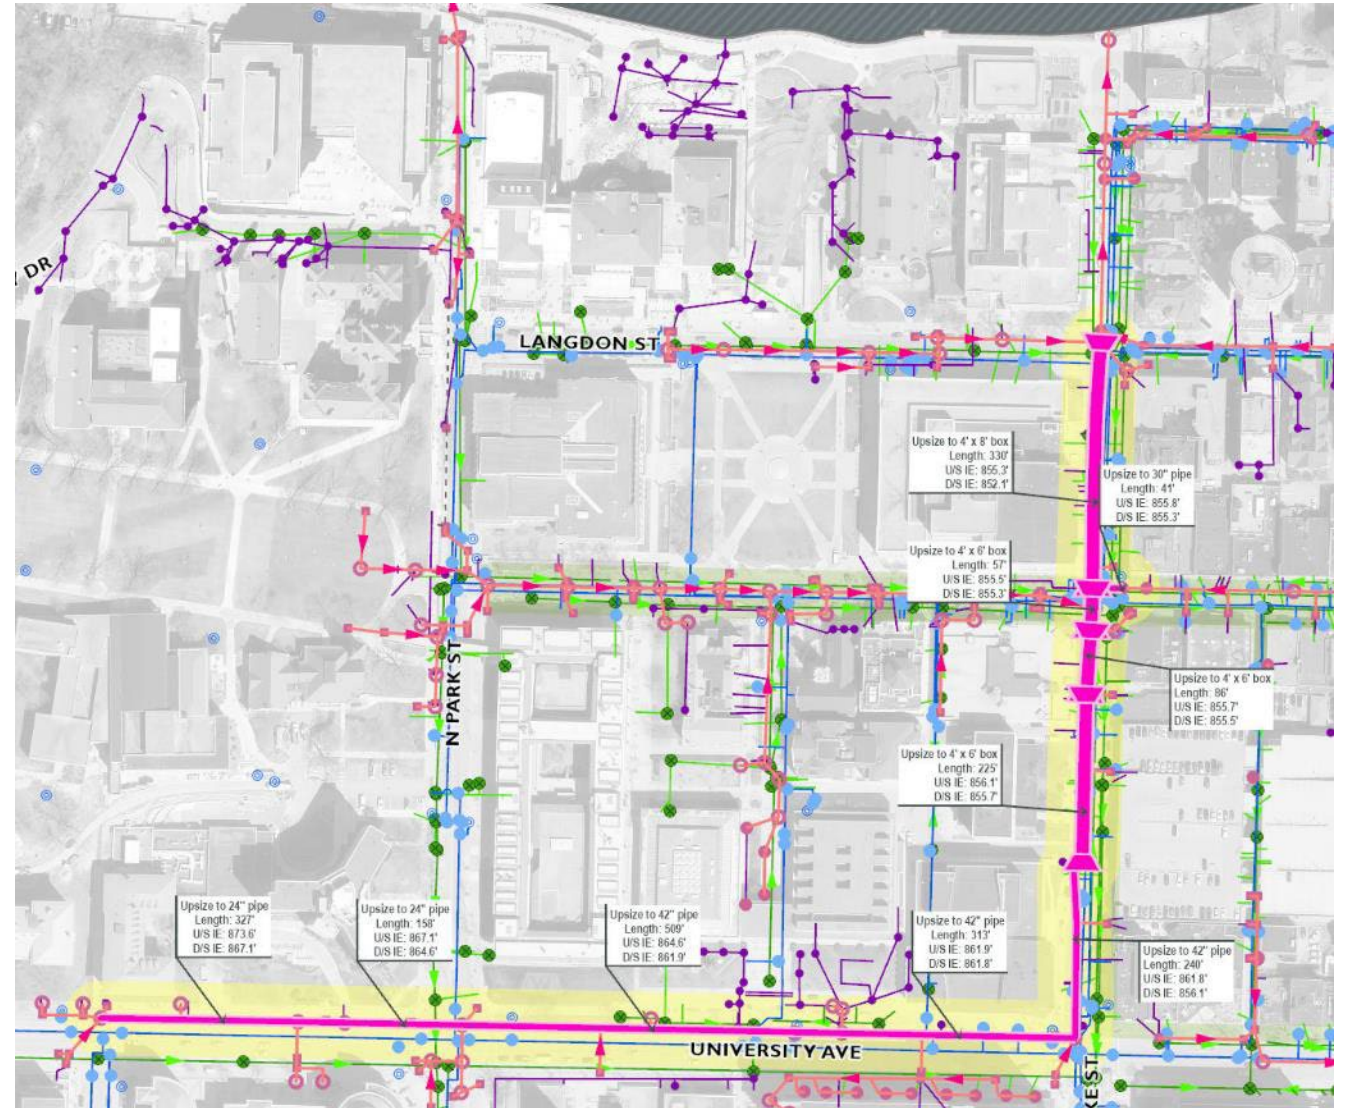 DR
LANGDON ST
Upsize to 4' x 8' box
Length: 330'
U/S IE: 855.3'
D/S IE: 852.1'
Upsize to 30" pipe
Length: 41'
U/S IE: 855.8'
D/S IE: 855.3'
Upsize to 4' x 6' box
Length: 57'
U/S IE: 855.5'
D/S IE: 855.3'
N PARK ST
Upsize to 4' x 6' box
Length: 86'
U/S IE: 855.7'
D/S IE: 855.5'
Upsize to 4' x 6' box
Length: 225'
U/S IE: 856.1'
D/S IE: 855.7'
Upsize to 24" pipe
Length: 327'
U/S IE: 873.6'
D/S IE: 867.1'
Upsize to 24" pipe
Length: 158'
U/S IE: 867.1'
D/S IE: 864.6'
Upsize to 42" pipe
Length: 509'
U/S IE: 864.6'
D/S IE: 861.9'
Upsize to 42" pipe
Length: 313'
U/S IE: 861.9'
D/S IE: 861.8'
Upsize to 42" pipe
Length: 240'
U/S IE: 861.8'
D/S IE: 856.1'
UNIVERSITY AVE
KE ST